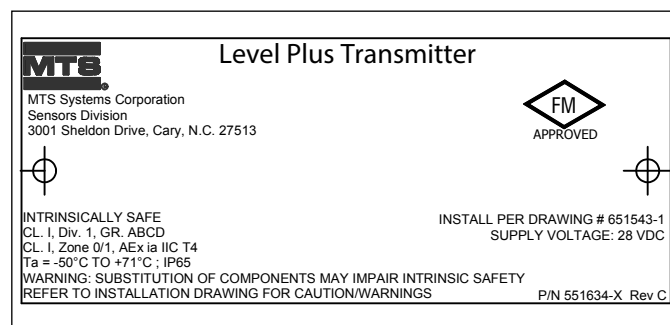 Level Plus Transmitter
MTS
®
MTS Systems Corporation
Sensors Division
3001 Sheldon Drive, Cary, N.C. 27513
FM
APPROVED
INTRINSICALLY SAFE
CL. I, Div. 1, GR. ABCD
CL. I, Zone 0/1, AEx ia IIC T4
Ta = -50°C TO +71°C ; IP65
INSTALL PER DRAWING # 651543-1
SUPPLY VOLTAGE: 28 VDC
WARNING: SUBSTITUTION OF COMPONENTS MAY IMPAIR INTRINSIC SAFETY
REFER TO INSTALLATION DRAWING FOR CAUTION/WARNINGS
P/N 551634-X Rev C